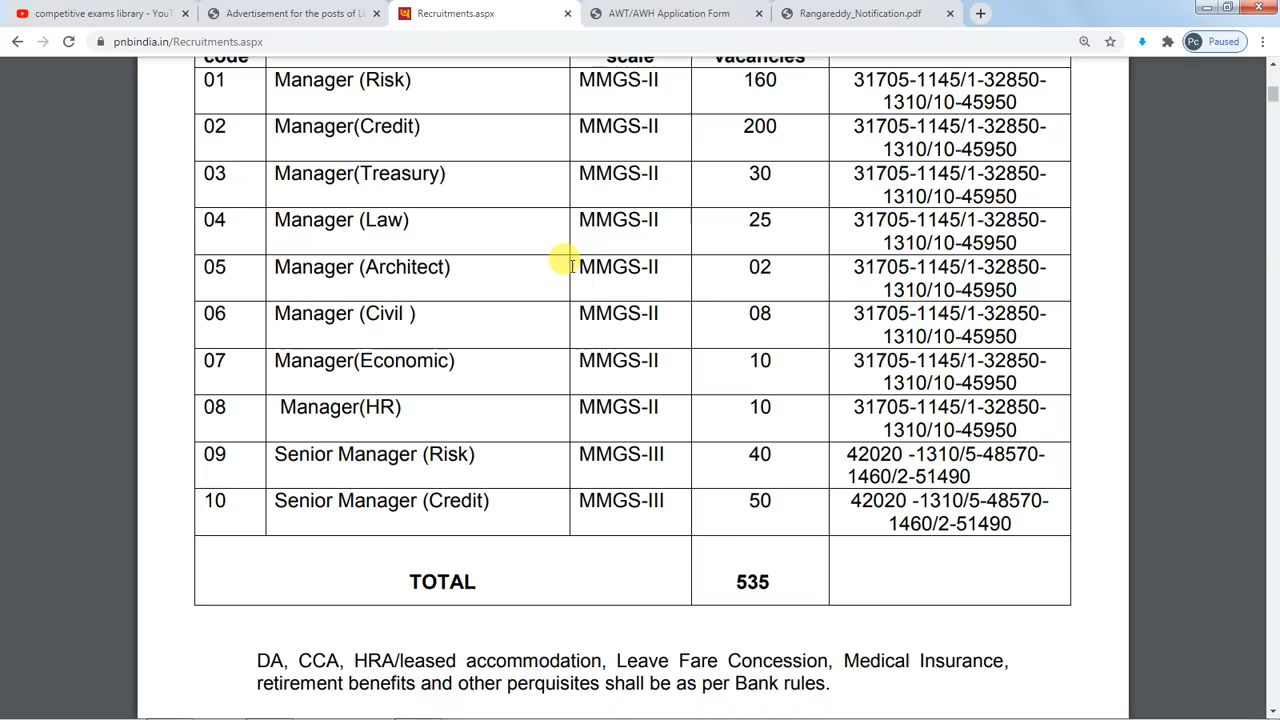 competitive exams library - YouT
Advertisement for the posts of LE
Recruitments.aspx
AWT/AWH Application Form
Rangareddy_Notification.pdf
pnbindia.in/Recruitments.aspx
Pc Paused
code scale vacancies
01 Manager (Risk) MMGS-II 160 31705-1145/1-32850-
1310/10-45950
02 Manager(Credit) MMGS-II 200 31705-1145/1-32850-
1310/10-45950
03 Manager(Treasury) MMGS-II 30 31705-1145/1-32850-
1310/10-45950
04 Manager (Law) MMGS-II 25 31705-1145/1-32850-
1310/10-45950
05 Manager (Architect) MMGS-II 02 31705-1145/1-32850-
1310/10-45950
06 Manager (Civil ) MMGS-II 08 31705-1145/1-32850-
1310/10-45950
07 Manager(Economic) MMGS-II 10 31705-1145/1-32850-
1310/10-45950
08 Manager(HR) MMGS-II 10 31705-1145/1-32850-
1310/10-45950
09 Senior Manager (Risk) MMGS-III 40 42020 -1310/5-48570-
1460/2-51490
10 Senior Manager (Credit) MMGS-III 50 42020 -1310/5-48570-
1460/2-51490
TOTAL 535
DA, CCA, HRA/leased accommodation, Leave Fare Concession, Medical Insurance,
retirement benefits and other perquisites shall be as per Bank rules.